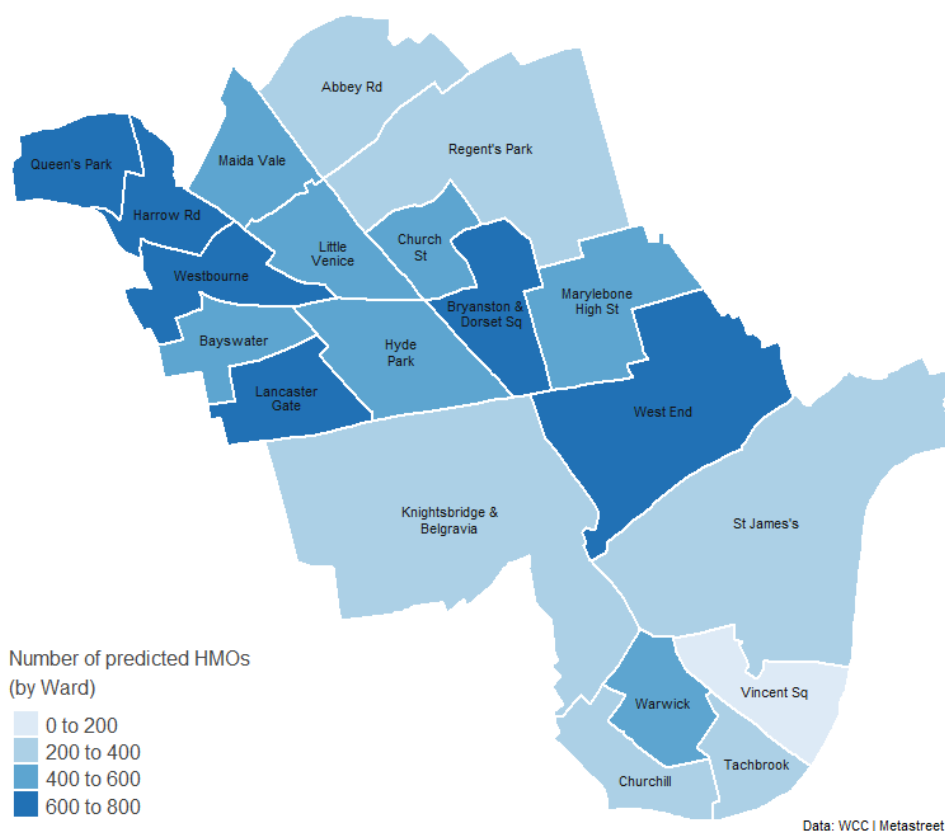 Abbey Rd
Regent's Park
Maida Vale
Queen's Park
Harrow Rd
Little
Venice
Church
St
Westbourne
Bryanston &
Dorset Sq
Marylebone
High St
Bayswater
Hyde
Park
Lancaster
Gate
West End
Knightsbridge &
Belgravia
St James's
Number of predicted HMOs
(by Ward)
0 to 200
200 to 400
400 to 600
600 to 800
Vincent Sq
Warwick
Tachbrook
Churchill
Data: WCC | Metastreet